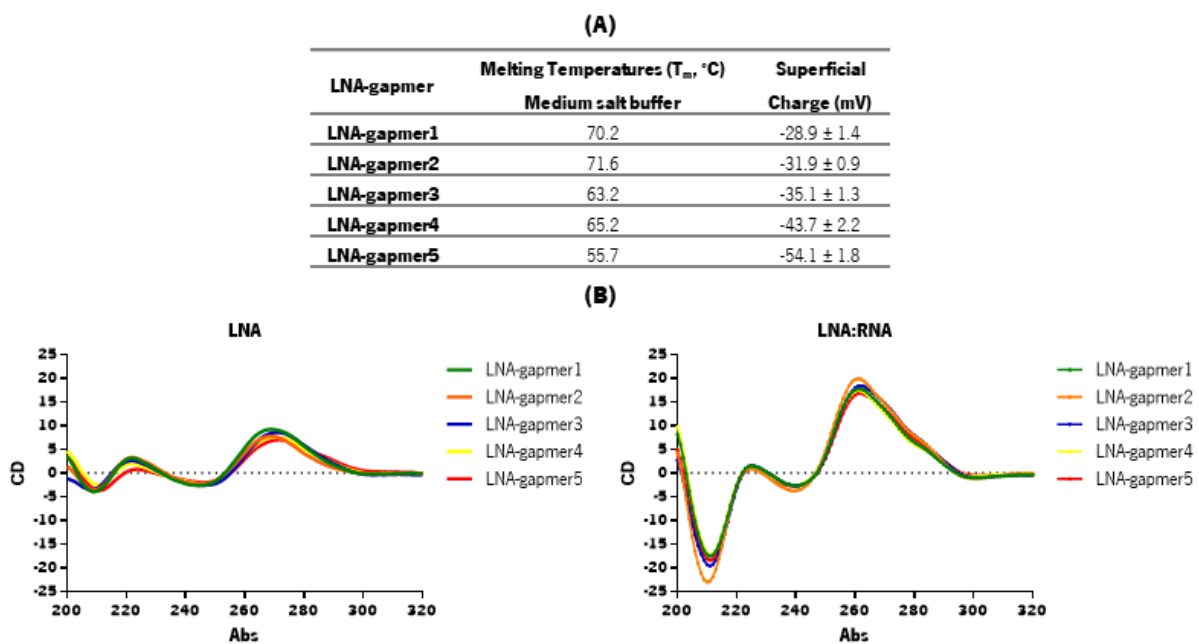 (A)
LNA-gapmer Melting Temperatures (Tm, °C) Superficial
Medium salt buffer Charge (mV)
LNA-gapmer1 70.2 -28.9 ± 1.4
LNA-gapmer2 71.6 -31.9 ± 0.9
LNA-gapmer3 63.2 -35.1 ± 1.3
LNA-gapmer4 65.2 -43.7 ± 2.2
LNA-gapmer5 55.7 -54.1 ± 1.8
(B)
LNA
25
20
15
10
5
0
-5
-10
-15
-20
-25
CD
200 220 240 260 280 300 320
Abs
LNA-gapmer1
LNA-gapmer2
LNA-gapmer3
LNA-gapmer4
LNA-gapmer5
LNA:RNA
25
20
15
10
5
0
-5
-10
-15
-20
-25
CD
200 220 240 260 280 300 320
Abs
LNA-gapmer1
LNA-gapmer2
LNA-gapmer3
LNA-gapmer4
LNA-gapmer5